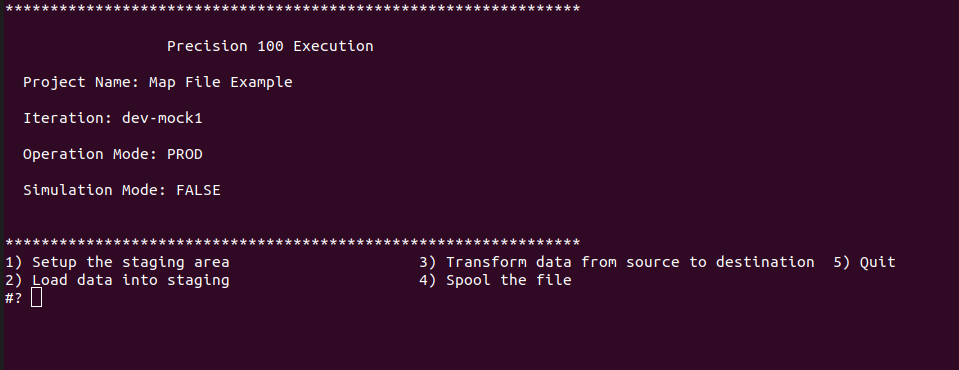 ****************************************************************
Precision 100 Execution
Project Name: Map File Example
Iteration: dev-mock1
Operation Mode: PROD
Simulation Mode: FALSE
****************************************************************
1) Setup the staging area 3) Transform data from source to destination 5) Quit
2) Load data into staging 4) Spool the file
#?